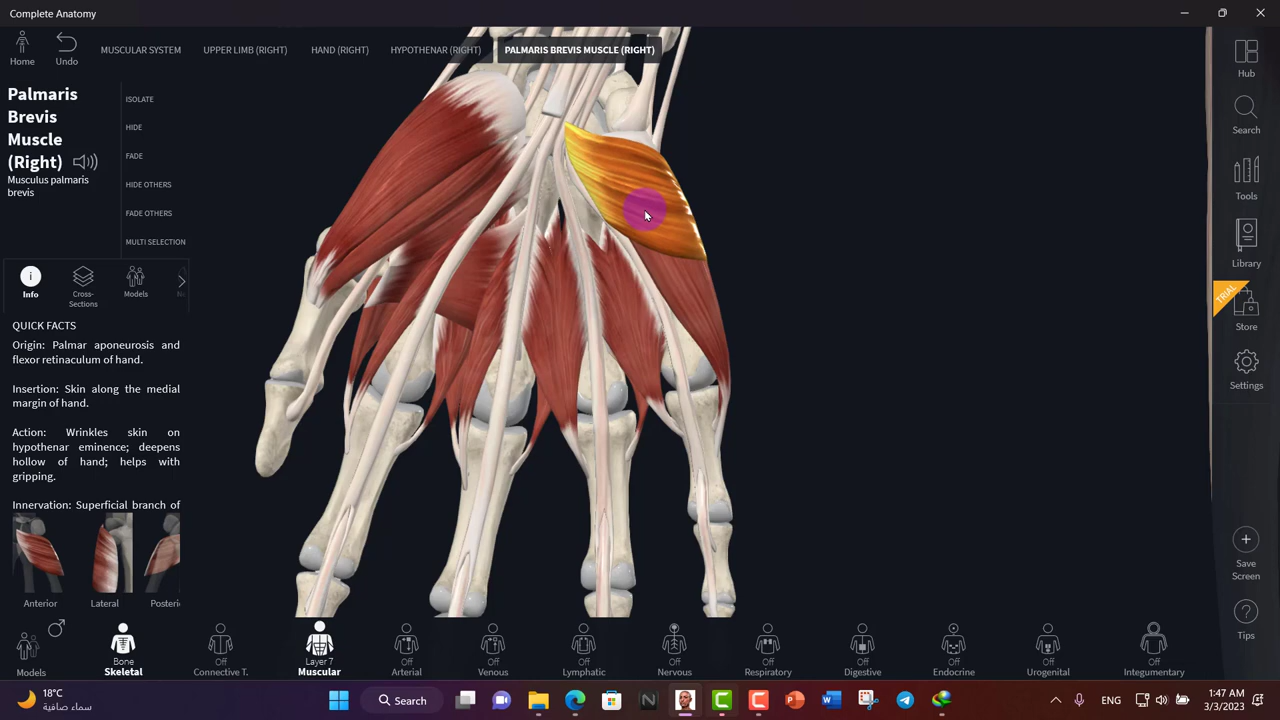 Complete Anatomy
Home
Undo
MUSCULAR SYSTEM
UPPER LIMB (RIGHT)
HAND (RIGHT)
HYPOTHENAR (RIGHT)
PALMARIS BREVIS MUSCLE (RIGHT)
Palmaris
Brevis
Muscle
(Right)
Musculus palmaris
brevis
ISOLATE
HIDE
FADE
HIDE OTHERS
FADE OTHERS
MULTI SELECTION
Info
Cross-
Sections
Models
QUICK FACTS
Origin: Palmar aponeurosis and
flexor retinaculum of hand.
Insertion: Skin along the medial
margin of hand.
Action: Wrinkles skin on
hypothenar eminence; deepens
hollow of hand; helps with
gripping.
Innervation: Superficial branch of
Anterior
Lateral
Posteri
Hub
Search
Tools
Library
TRIAL
Store
Settings
Save
Screen
Tips
Models
Bone
Skeletal
Off
Connective T.
Layer 7
Muscular
Off
Arterial
Off
Venous
Off
Lymphatic
Off
Nervous
Off
Respiratory
Off
Digestive
Off
Endocrine
Off
Urogenital
Off
Integumentary
18°C
سماء صافية
Search
ENG
1:47 AM
3/3/2023